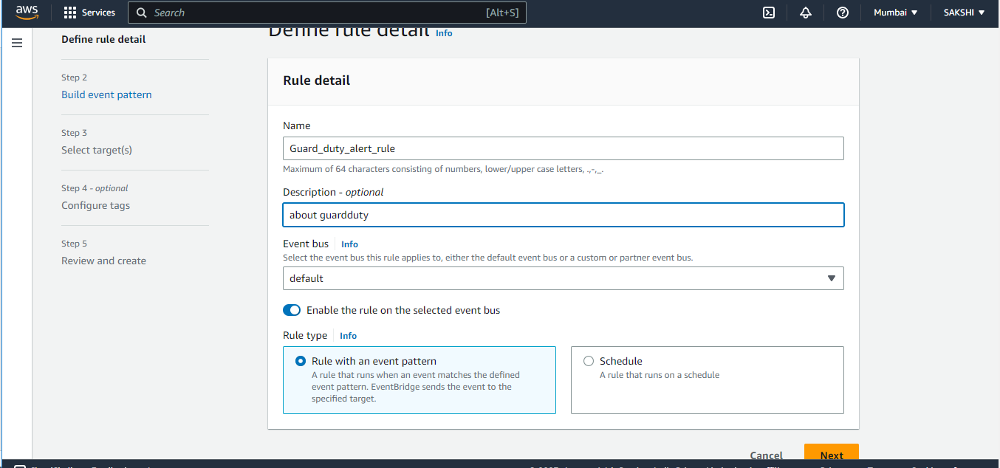 aws
Services
Search
[Alt+S]
Mumbai
SAKSHI
Define rule detail
Define rule detail Info
Step 2
Build event pattern
Step 3
Select target(s)
Step 4 - optional
Configure tags
Step 5
Review and create
Rule detail
Name
Guard_duty_alert_rule
Maximum of 64 characters consisting of numbers, lower/upper case letters, .,-,_.
Description - optional
about guardduty
Event bus Info
Select the event bus this rule applies to, either the default event bus or a custom or partner event bus.
default
Enable the rule on the selected event bus
Rule type Info
Rule with an event pattern
A rule that runs when an event matches the defined
event pattern. EventBridge sends the event to the
specified target.
Schedule
A rule that runs on a schedule
Cancel
Next